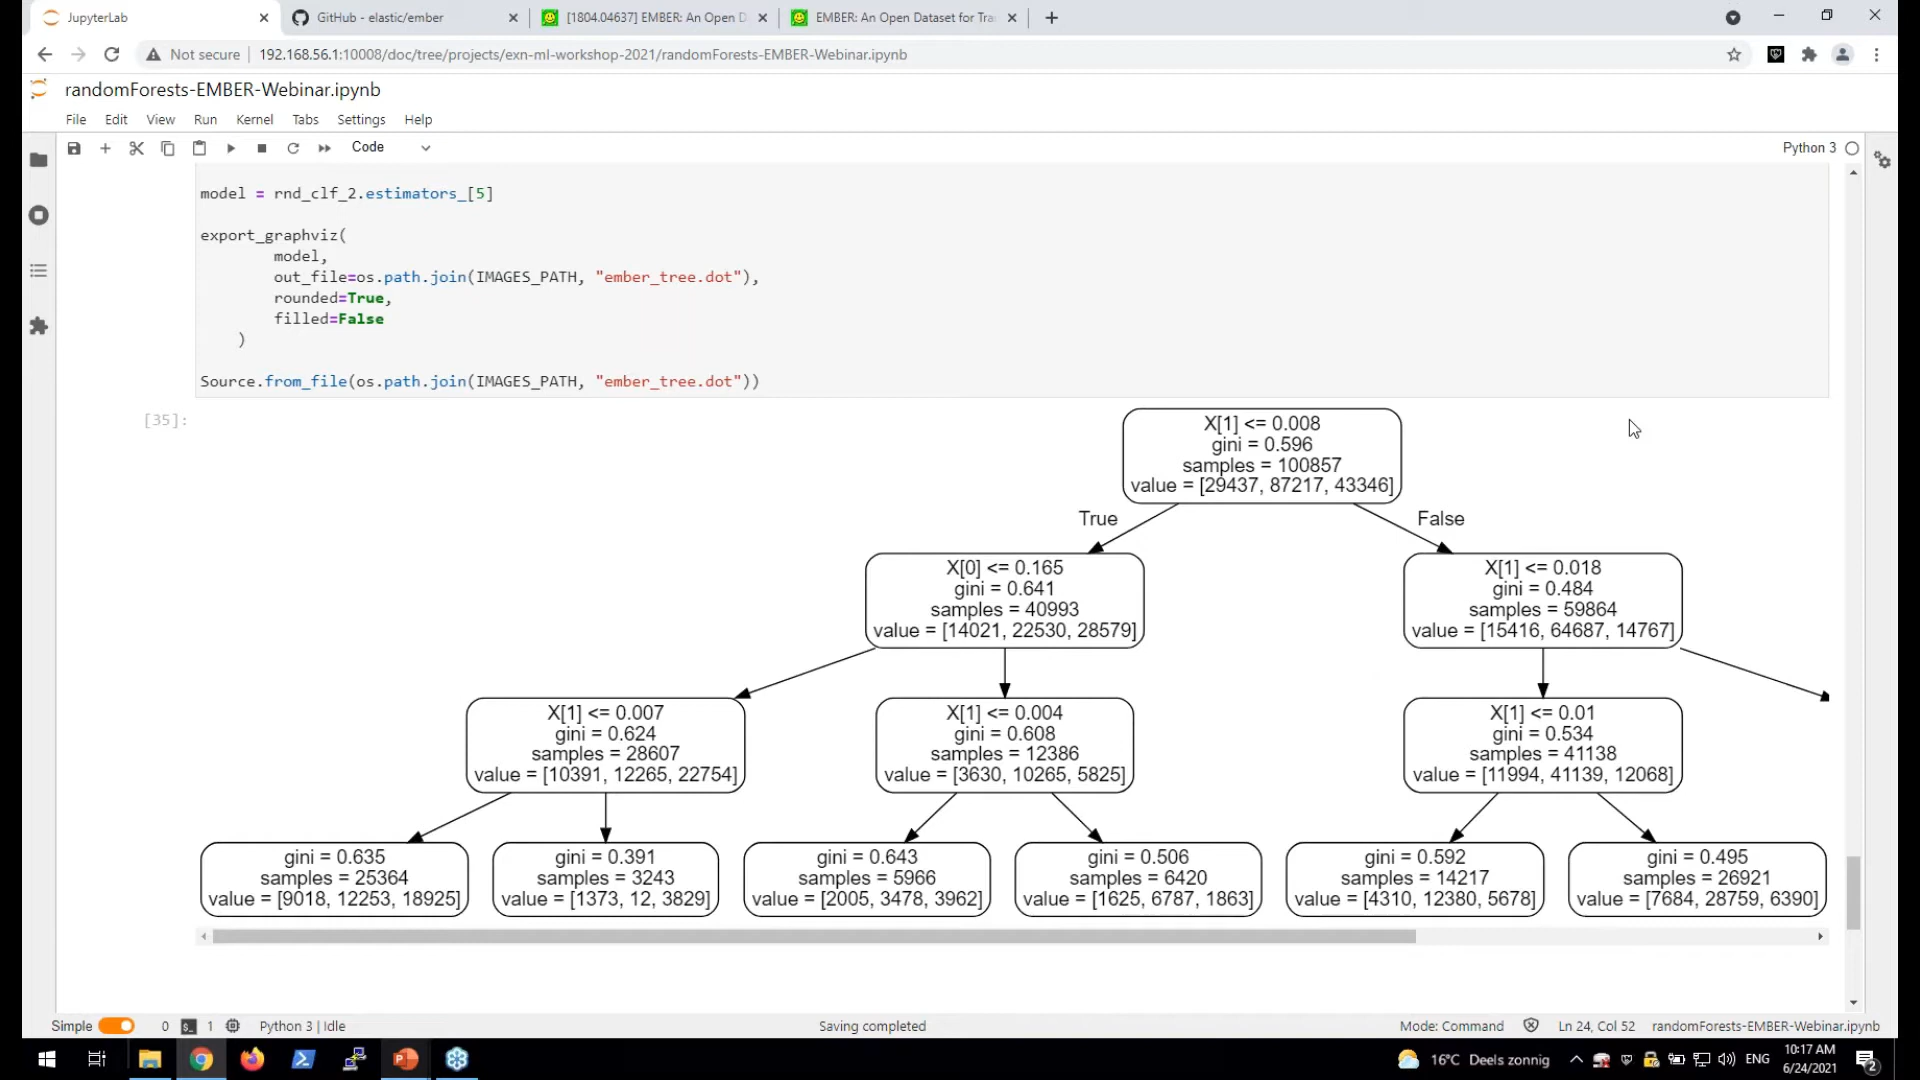 JupyterLab
GitHub - elastic/ember
[1804.04637] EMBER: An Open D
EMBER: An Open Dataset for Tra
Not secure
192.168.56.1:10008/doc/tree/projects/exn-ml-workshop-2021/randomForests-EMBER-Webinar.ipynb
randomForests-EMBER-Webinar.ipynb
File Edit View Run Kernel Tabs Settings Help
Code
Python 3
model = rnd_clf_2.estimators_[5]
export_graphviz(
model,
out_file=os.path.join(IMAGES_PATH, "ember_tree.dot"),
rounded=True,
filled=False
)
Source.from_file(os.path.join(IMAGES_PATH, "ember_tree.dot"))
[35]:
X[1] <= 0.008
gini = 0.596
samples = 100857
value = [29437, 87217, 43346]
True
False
X[0] <= 0.165
gini = 0.641
samples = 40993
value = [14021, 22530, 28579]
X[1] <= 0.018
gini = 0.484
samples = 59864
value = [15416, 64687, 14767]
X[1] <= 0.007
gini = 0.624
samples = 28607
value = [10391, 12265, 22754]
X[1] <= 0.004
gini = 0.608
samples = 12386
value = [3630, 10265, 5825]
X[1] <= 0.01
gini = 0.534
samples = 41138
value = [11994, 41139, 12068]
gini = 0.635
samples = 25364
value = [9018, 12253, 18925]
gini = 0.391
samples = 3243
value = [1373, 12, 3829]
gini = 0.643
samples = 5966
value = [2005, 3478, 3962]
gini = 0.506
samples = 6420
value = [1625, 6787, 1863]
gini = 0.592
samples = 14217
value = [4310, 12380, 5678]
gini = 0.495
samples = 26921
value = [7684, 28759, 6390]
Simple
0
1
Python 3 | Idle
Saving completed
Mode: Command
Ln 24, Col 52
randomForests-EMBER-Webinar.ipynb
16°C Deels zonnig
ENG
10:17 AM
6/24/2021
2